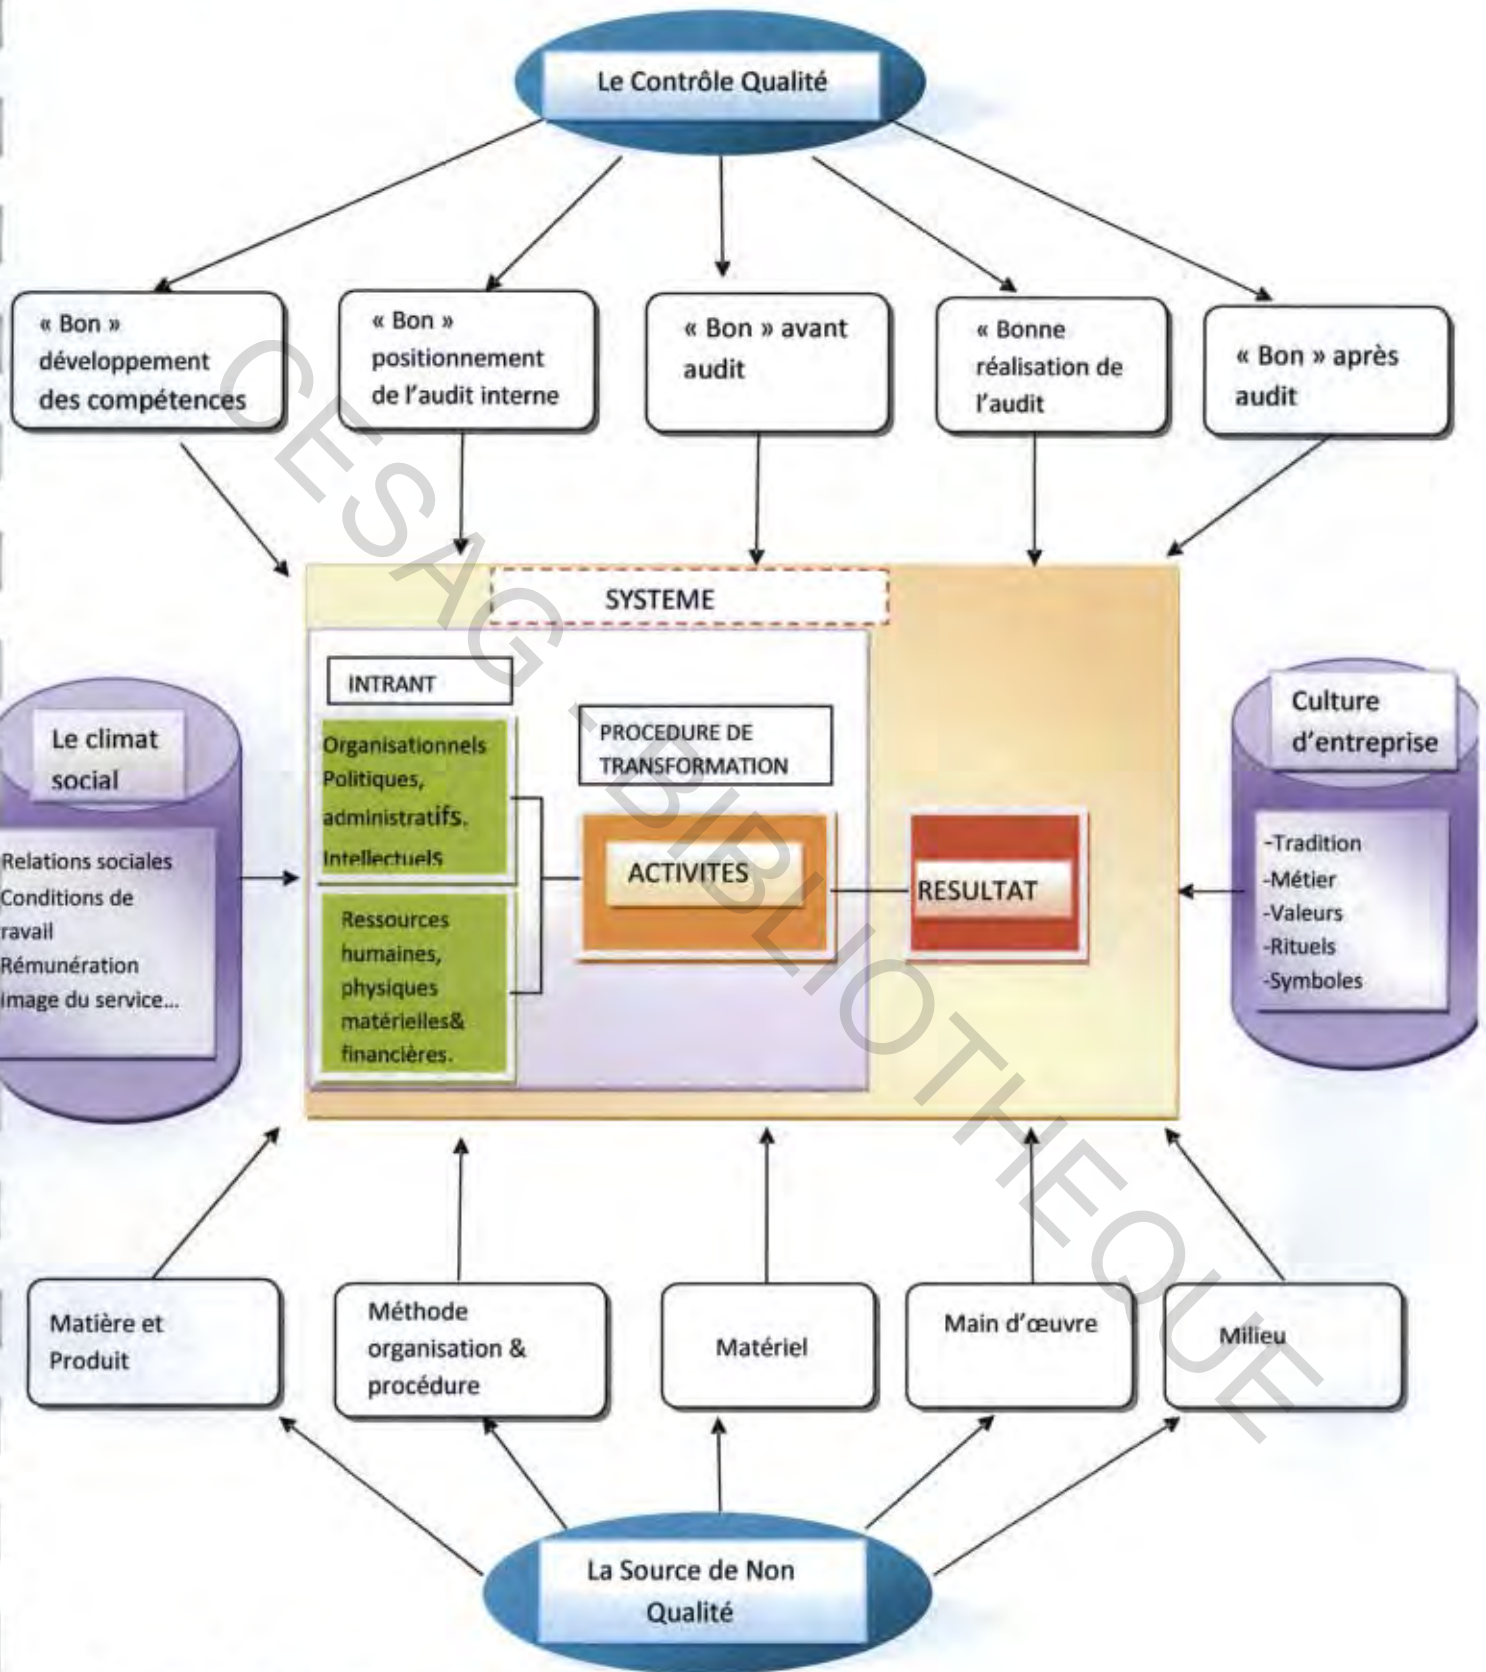 Le Contrôle Qualité
« Bon »
développement
des compétences
« Bon »
positionnement
de l'audit interne
« Bon » avant
audit
« Bonne
réalisation de
l'audit
« Bon » après
audit
SYSTEME
INTRANT
Organisationnels
Politiques,
administratifs.
Intellectuels
Ressources
humaines,
physiques
matérielles&
financières.
PROCEDURE DE
TRANSFORMATION
ACTIVITES
RESULTAT
Le climat
social
Relations sociales
Conditions de
ravail
Rémunération
image du service...
Culture
d'entreprise
-Tradition
-Métier
-Valeurs
-Rituels
-Symboles
Matière et
Produit
Méthode
organisation &
procédure
Matériel
Main d'œuvre
Milieu
La Source de Non
Qualité
CESAG - BIBLIOTHEQUE